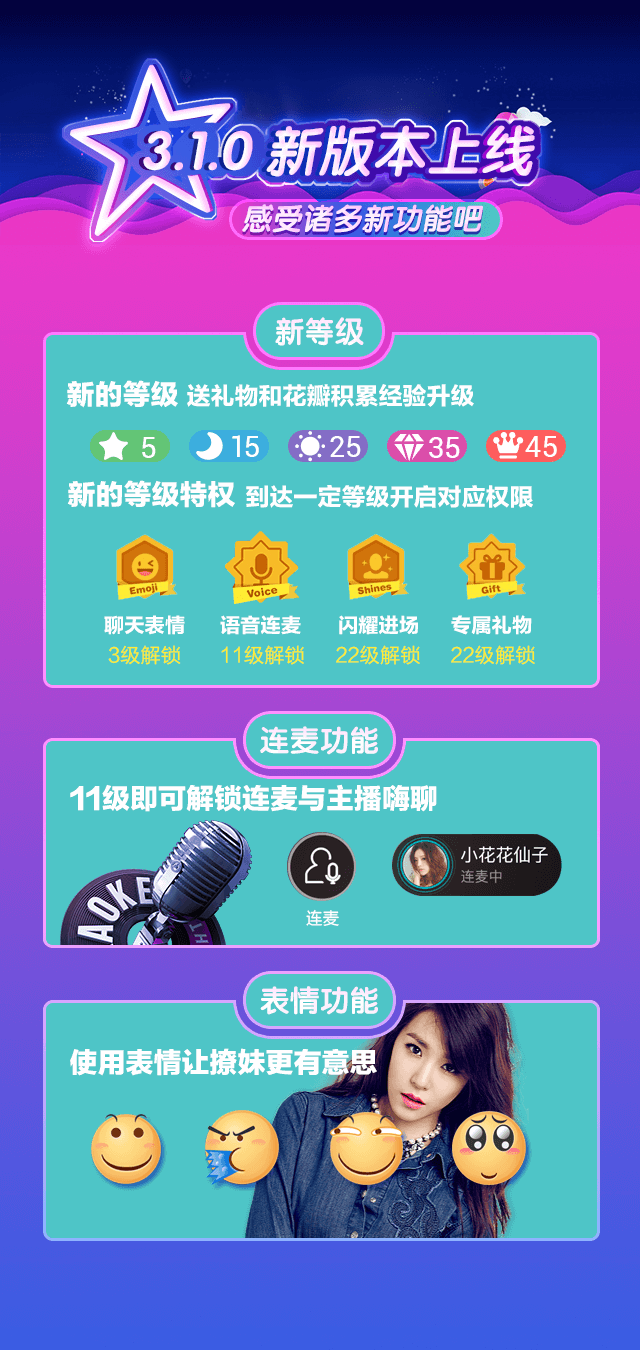 3.1.0 新版本上线
感受诸多新功能吧
新等级
新的等级 送礼物和花瓣积累经验升级
5 15 25 35 45
新的等级特权 到达一定等级开启对应权限
Emoji Voice Shines Gift
聊天表情 语音连麦 闪耀进场 专属礼物
3级解锁 11级解锁 22级解锁 22级解锁
连麦功能
11级即可解锁连麦与主播嗨聊
AOKE
小花花仙子
连麦中
连麦
表情功能
使用表情让撩妹更有意思